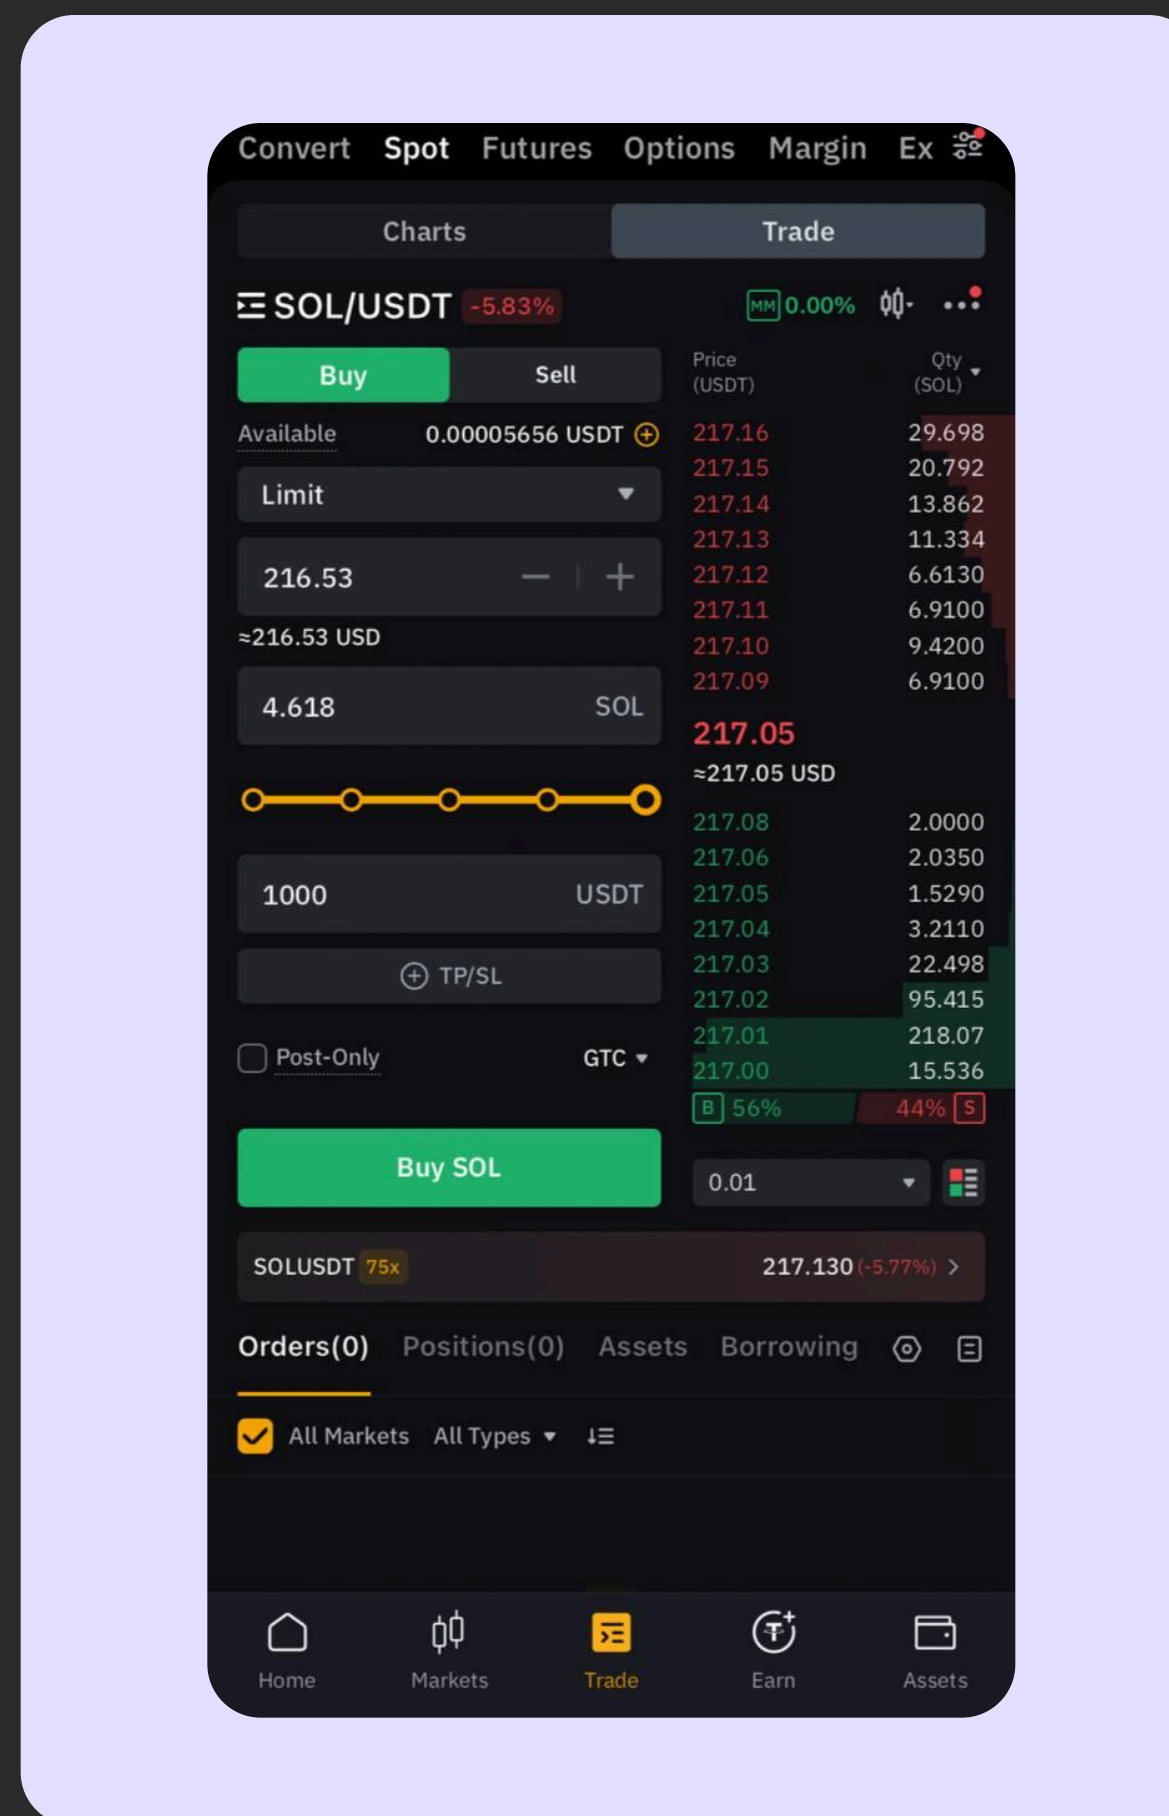 Convert Spot Futures Options Margin Ex
Charts Trade
SOL/USDT -5.83% MM 0.00%
Buy Sell
Available 0.00005656 USDT
Limit
216.53
≈216.53 USD
4.618 SOL
1000 USDT
TP/SL
Post-Only GTC
Buy SOL
Price Qty
(USDT) (SOL)
217.16 29.698
217.15 20.792
217.14 13.862
217.13 11.334
217.12 6.6130
217.11 6.9100
217.10 9.4200
217.09 6.9100
217.05
≈217.05 USD
217.08 2.0000
217.06 2.0350
217.05 1.5290
217.04 3.2110
217.03 22.498
217.02 95.415
217.01 218.07
217.00 15.536
B 56% 44% S
0.01
SOLUSDT 75x 217.130 (-5.77%)
Orders(0) Positions(0) Assets Borrowing
All Markets All Types
Home Markets Trade Earn Assets